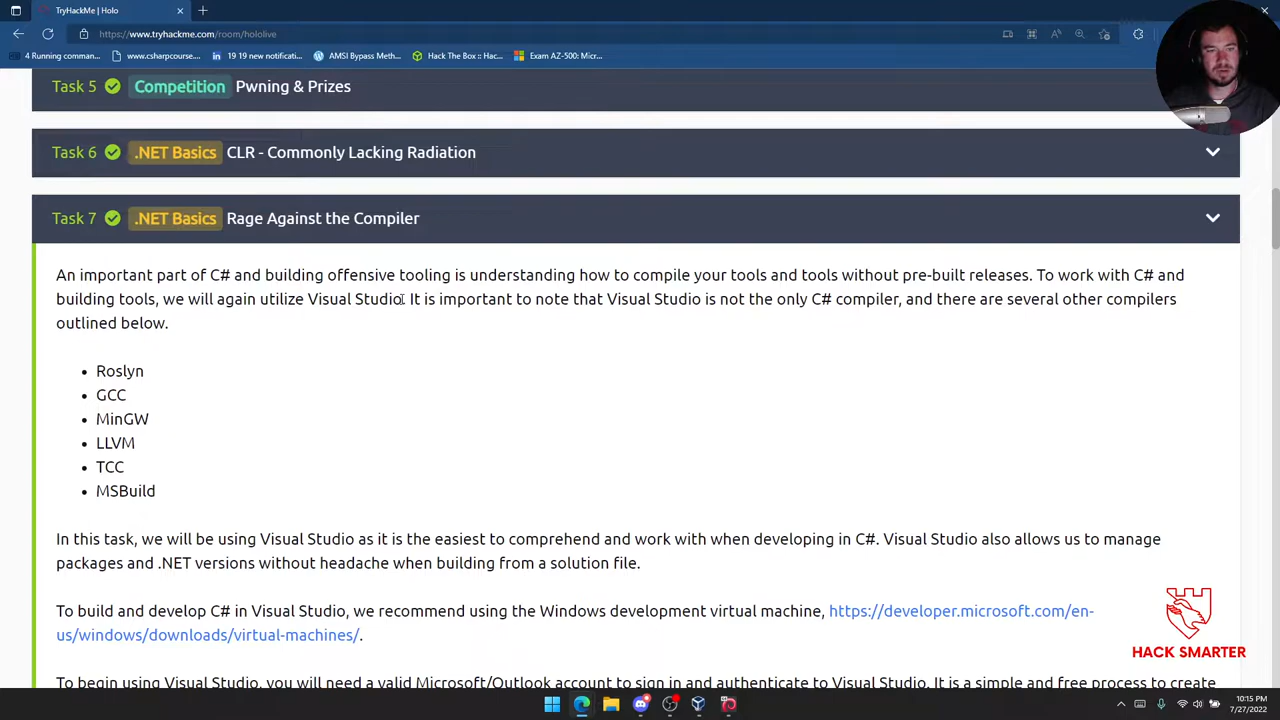 TryHackMe | Holo
https://www.tryhackme.com/room/hololive
4 Running comman...
www.csharpcourse....
19 19 new notificati...
AMSI Bypass Meth...
Hack The Box :: Hac...
Exam AZ-500: Micr...
Task 5 Competition Pwning & Prizes
Task 6 .NET Basics CLR - Commonly Lacking Radiation
Task 7 .NET Basics Rage Against the Compiler
An important part of C# and building offensive tooling is understanding how to compile your tools and tools without pre-built releases. To work with C# and
building tools, we will again utilize Visual Studio. It is important to note that Visual Studio is not the only C# compiler, and there are several other compilers
outlined below.
• Roslyn
• GCC
• MinGW
• LLVM
• TCC
• MSBuild
In this task, we will be using Visual Studio as it is the easiest to comprehend and work with when developing in C#. Visual Studio also allows us to manage
packages and .NET versions without headache when building from a solution file.
To build and develop C# in Visual Studio, we recommend using the Windows development virtual machine, https://developer.microsoft.com/en-
us/windows/downloads/virtual-machines/.
HACK SMARTER
To begin using Visual Studio, you will need a valid Microsoft/Outlook account to sign in and authenticate to Visual Studio. It is a simple and free process to create
10:15 PM
7/27/2022